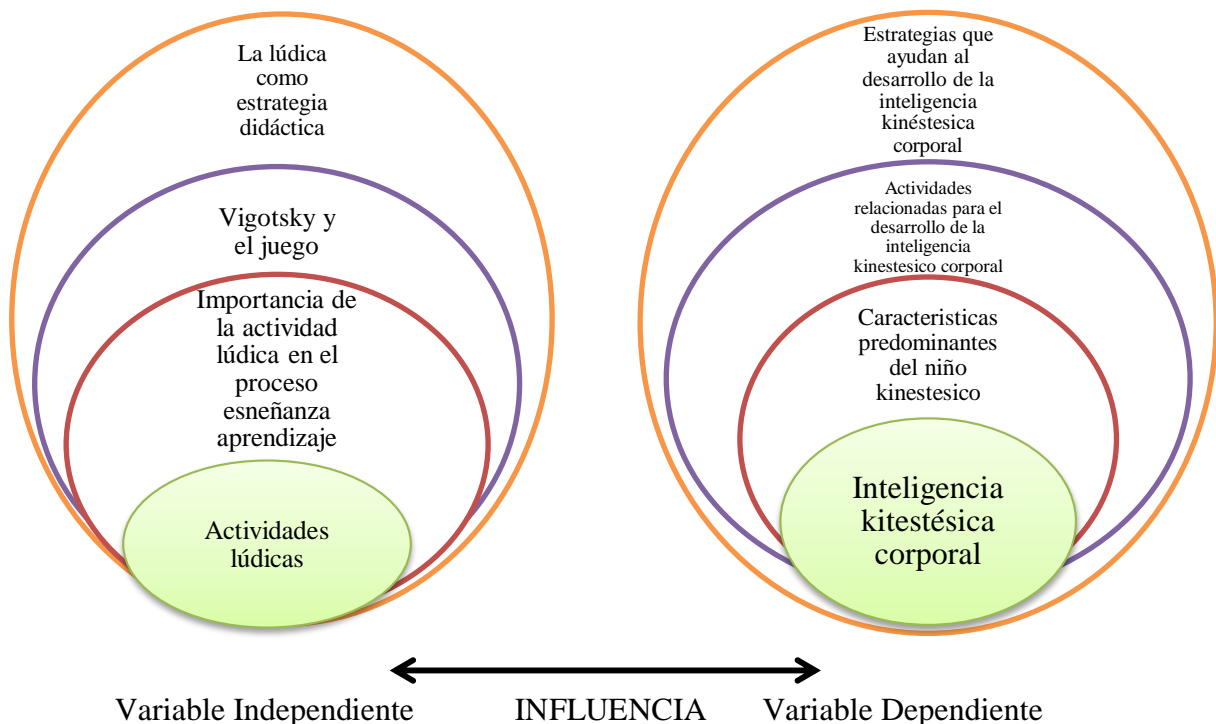 La lúdica
como
estrategia
didáctica
Vigotsky y
el juego
Importancia de
la actividad
lúdica en el
proceso
esneñanza
aprendizaje
Actividades
lúdicas
Estrategias que
ayudan al
desarrollo de la
inteligencia
kinéstesica
corporal
Actividades
relacionadas para el
desarrollo de la
inteligencia
kinestesico corporal
Caracteristicas
predominantes
del niño
kinestesico
Inteligencia
kitestésica
corporal
Variable Independiente INFLUENCIA Variable Dependiente